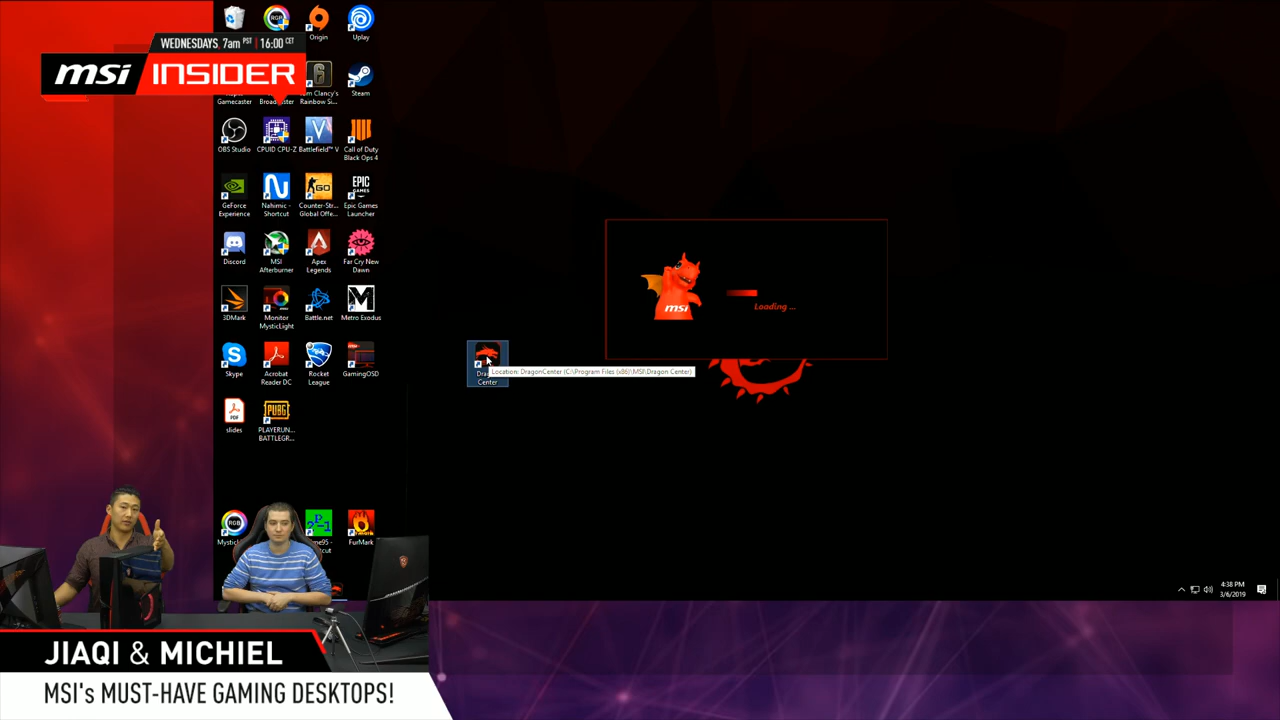 WEDNESDAYS, 7am PST | 16:00 CET
msi INSIDER
Origin
Uplay
Gamecaster
Steam
Rainbow Si...
OBS Studio
CPUID CPU-Z
Battlefield™ V
Call of Duty
Black Ops 4
GeForce
Experience
Nahimic -
Shortcut
Counter-Str...
Global Offe...
EPIC
GAMES
Epic Games
Launcher
Discord
MSI
Afterburner
Apex
Legends
Far Cry New
Dawn
3DMark
Monitor
MysticLight
Battle.net
Metro Exodus
Skype
Acrobat
Reader DC
Rocket
League
GamingOSD
PDF
slides
PUBG
PLAYERUN...
BATTLEGR...
RGB
FurMark
msi
Loading ...
Center
Location: DragonCenter (C:\Program Files (x86)\MSI\Dragon Center)
4:38 PM
3/6/2019
JIAQI & MICHIEL
MSI's MUST-HAVE GAMING DESKTOPS!